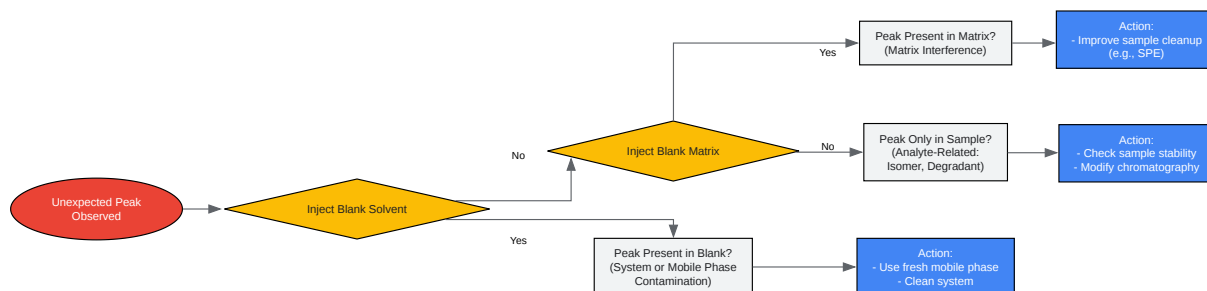 Unexpected Peak
Observed
Inject Blank Solvent
No
Yes
Inject Blank Matrix
Yes
No
Peak Present in Matrix?
(Matrix Interference)
Action:
- Improve sample cleanup
(e.g., SPE)
Peak Only in Sample?
(Analyte-Related:
Isomer, Degradant)
Action:
- Check sample stability
- Modify chromatography
Peak Present in Blank?
(System or Mobile Phase
Contamination)
Action:
- Use fresh mobile phase
- Clean system